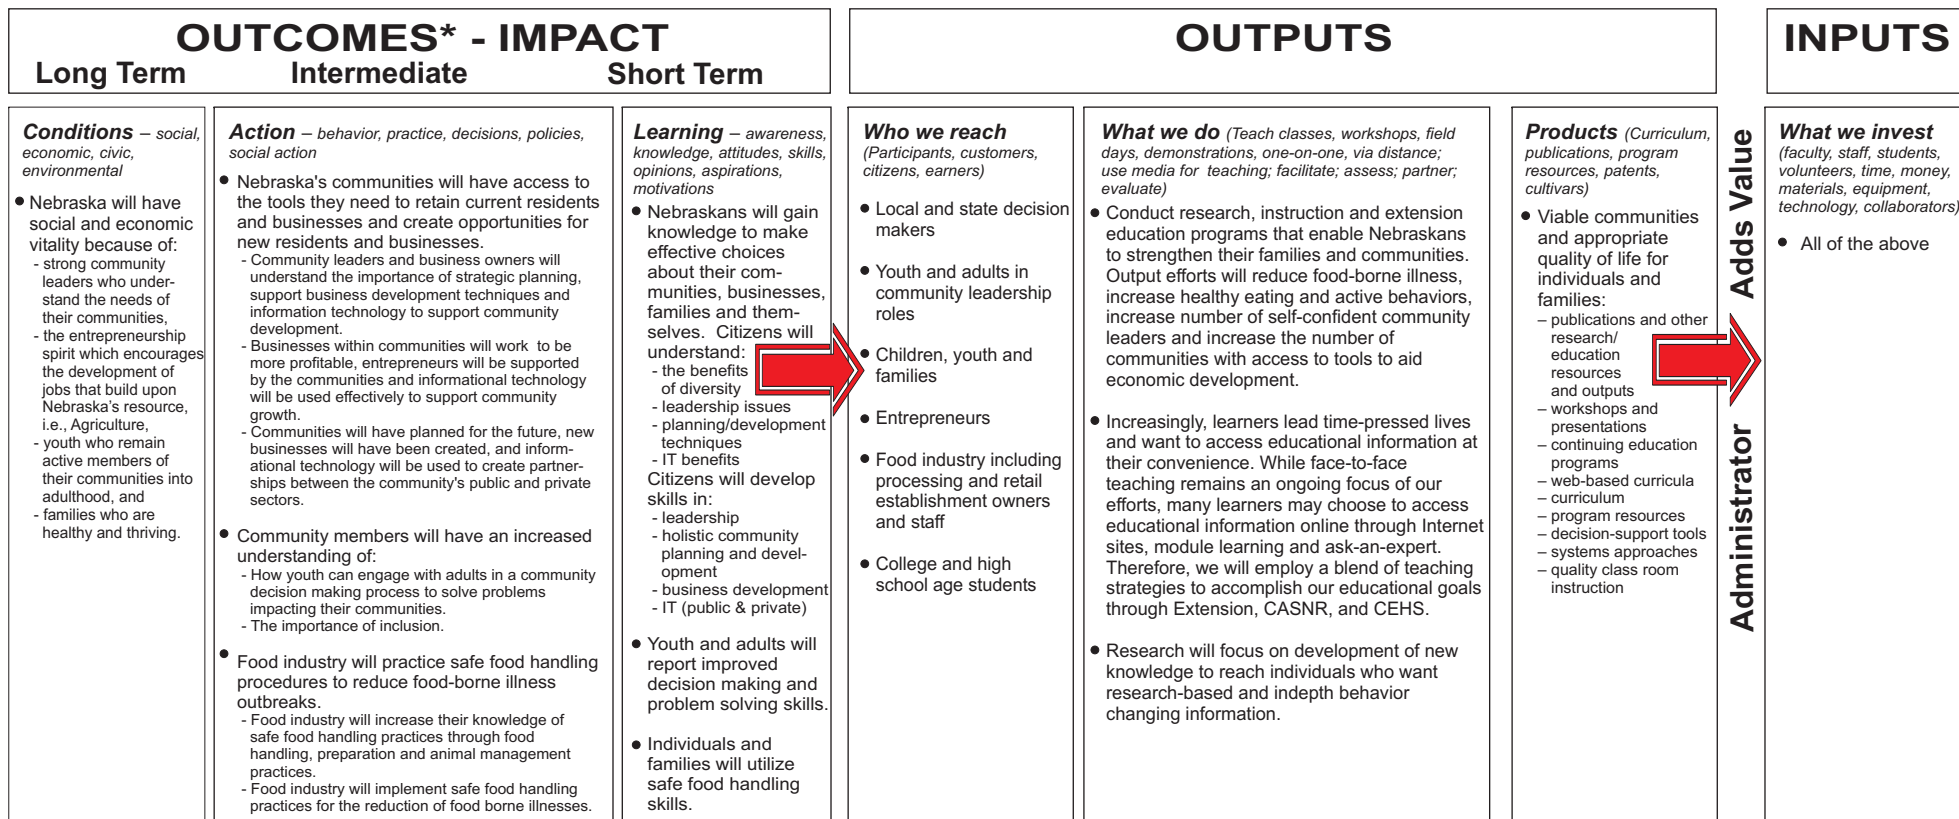 OUTCOMES* - IMPACT
Long Term
Intermediate
Short Term
OUTPUTS
INPUTS
Conditions – social,
economic, civic,
environmental
● Nebraska will have
social and economic
vitality because of:
- strong community
leaders who under-
stand the needs of
their communities,
- the entrepreneurship
spirit which encourages
the development of
jobs that build upon
Nebraska's resource,
i.e., Agriculture,
- youth who remain
active members of
their communities into
adulthood, and
- families who are
healthy and thriving.
Action – behavior, practice, decisions, policies,
social action
● Nebraska's communities will have access to
the tools they need to retain current residents
and businesses and create opportunities for
new residents and businesses.
- Community leaders and business owners will
understand the importance of strategic planning,
support business development techniques and
information technology to support community
development.
- Businesses within communities will work to be
more profitable, entrepreneurs will be supported
by the communities and informational technology
will be used effectively to support community
growth.
- Communities will have planned for the future, new
businesses will have been created, and inform-
ational technology will be used to create partner-
ships between the community's public and private
sectors.
● Community members will have an increased
understanding of:
- How youth can engage with adults in a community
decision making process to solve problems
impacting their communities.
- The importance of inclusion.
● Food industry will practice safe food handling
procedures to reduce food-borne illness
outbreaks.
- Food industry will increase their knowledge of
safe food handling practices through food
handling, preparation and animal management
practices.
- Food industry will implement safe food handling
practices for the reduction of food borne illnesses.
Learning – awareness,
knowledge, attitudes, skills,
opinions, aspirations,
motivations
● Nebraskans will gain
knowledge to make
effective choices
about their com-
munities, businesses,
families and them-
selves. Citizens will
understand:
- the benefits
of diversity
- leadership issues
- planning/development
techniques
- IT benefits
Citizens will develop
skills in:
- leadership
- holistic community
planning and devel-
opment
- business development
- IT (public & private)
● Youth and adults will
report improved
decision making and
problem solving skills.
● Individuals and
families will utilize
safe food handling
skills.
Who we reach
(Participants, customers,
citizens, earners)
● Local and state decision
makers
● Youth and adults in
community leadership
roles
● Children, youth and
families
● Entrepreneurs
● Food industry including
processing and retail
establishment owners
and staff
● College and high
school age students
What we do (Teach classes, workshops, field
days, demonstrations, one-on-one, via distance;
use media for teaching; facilitate; assess; partner;
evaluate)
● Conduct research, instruction and extension
education programs that enable Nebraskans
to strengthen their families and communities.
Output efforts will reduce food-borne illness,
increase healthy eating and active behaviors,
increase number of self-confident community
leaders and increase the number of
communities with access to tools to aid
economic development.
● Increasingly, learners lead time-pressed lives
and want to access educational information at
their convenience. While face-to-face
teaching remains an ongoing focus of our
efforts, many learners may choose to access
educational information online through Internet
sites, module learning and ask-an-expert.
Therefore, we will employ a blend of teaching
strategies to accomplish our educational goals
through Extension, CASNR, and CEHS.
● Research will focus on development of new
knowledge to reach individuals who want
research-based and indepth behavior
changing information.
Products (Curriculum,
publications, program
resources, patents,
cultivars)
● Viable communities
and appropriate
quality of life for
individuals and
families:
– publications and other
research/
education
resources
and outputs
– workshops and
presentations
– continuing education
programs
– web-based curricula
– curriculum
– program resources
– decision-support tools
– systems approaches
– quality class room
instruction
Administrator Adds Value
What we invest
(faculty, staff, students,
volunteers, time, money,
materials, equipment,
technology, collaborators)
● All of the above